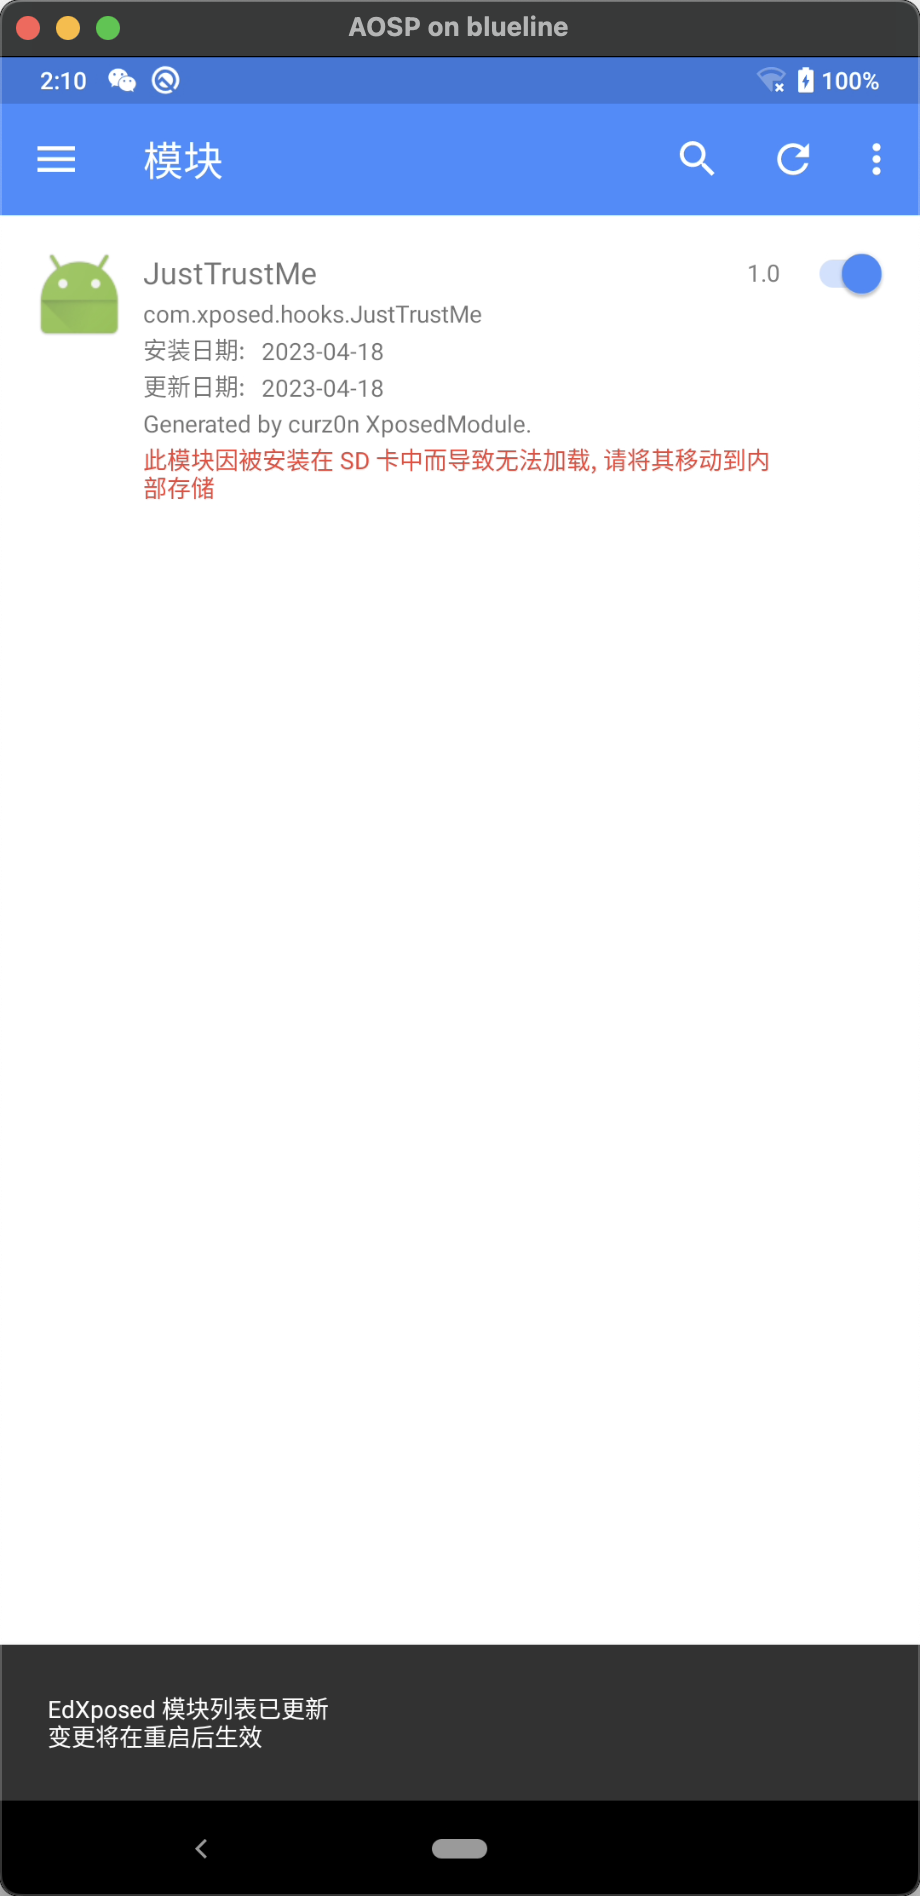 AOSP on blueline
2:10
100%
模块
JustTrustMe
1.0
com.xposed.hooks.JustTrustMe
安装日期: 2023-04-18
更新日期: 2023-04-18
Generated by curz0n XposedModule.
此模块因被安装在 SD 卡中而导致无法加载, 请将其移动到内
部存储
EdXposed 模块列表已更新
变更将在重启后生效